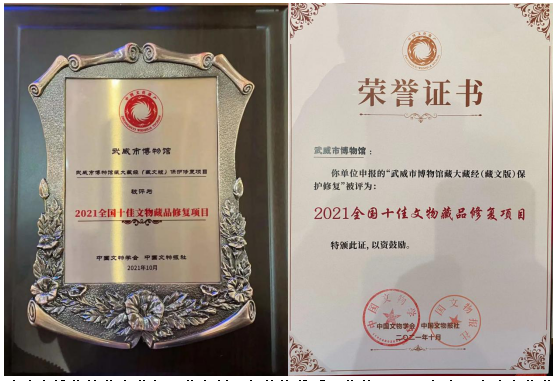 武威市博物馆
武威市博物馆藏大藏经（藏文版）保护修复项目
被评为
2021全国十佳文物藏品修复项目
中国文物学会 中国文物报社
2021年10月
荣誉证书
武威市博物馆：
你单位申报的“武威市博物馆藏大藏经(藏文版)保
护修复”被评为：
2021全国十佳文物藏品修复项目
特颁此证,以资鼓励。
中国文物学会 中国文物报社
二〇二一年十月